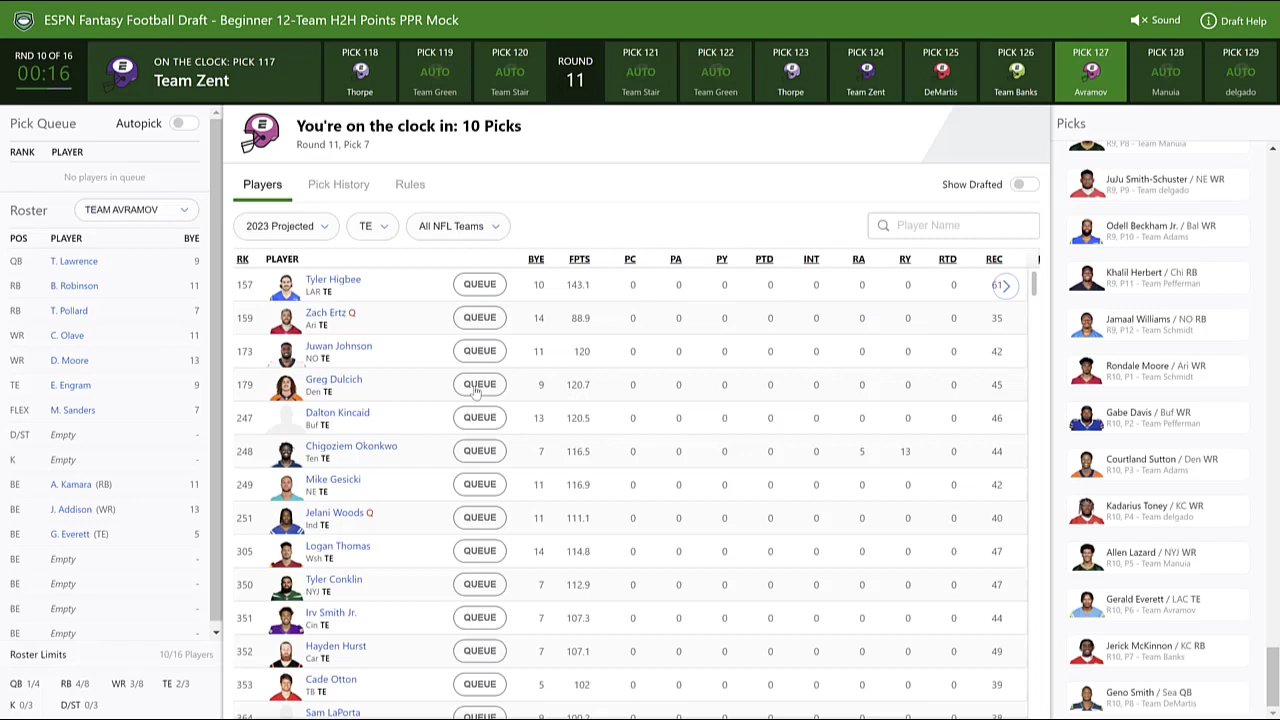 ESPN Fantasy Football Draft - Beginner 12-Team H2H Points PPR Mock
Sound
Draft Help
RND 10 OF 16
00:16
ON THE CLOCK: PICK 117
Team Zent
PICK 118
Thorpe
PICK 119
AUTO
Team Green
PICK 120
AUTO
Team Stair
ROUND
11
PICK 121
AUTO
Team Stair
PICK 122
AUTO
Team Green
PICK 123
Thorpe
PICK 124
Team Zent
PICK 125
DeMartis
PICK 126
Team Banks
PICK 127
Avramov
PICK 128
AUTO
Manuia
PICK 129
AUTO
delgado
Pick Queue
Autopick
RANK PLAYER
No players in queue
Roster
TEAM AVRAMOV
POS PLAYER BYE
QB T. Lawrence 9
RB B. Robinson 11
RB T. Pollard 7
WR C. Olave 11
WR D. Moore 13
TE E. Engram 9
FLEX M. Sanders 7
D/ST Empty -
K Empty -
BE A. Kamara (RB) 11
BE J. Addison (WR) 13
BE G. Everett (TE) 5
BE Empty -
BE Empty -
BE Empty -
BE Empty -
Roster Limits 10/16 Players
QB 1/4 RB 4/8 WR 3/8 TE 2/3
K 0/3 D/ST 0/3
You're on the clock in: 10 Picks
Round 11, Pick 7
Players
Pick History
Rules
Show Drafted
2023 Projected
TE
All NFL Teams
Player Name
RK PLAYER BYE FPTS PC PA PY PTD INT RA RY RTD REC
157 Tyler Higbee LAR TE QUEUE 10 143.1 0 0 0 0 0 0 0 0 61
159 Zach Ertz Q Ari TE QUEUE 14 88.9 0 0 0 0 0 0 0 0 35
173 Juwan Johnson NO TE QUEUE 11 120 0 0 0 0 0 0 0 0 42
179 Greg Dulcich Den TE QUEUE 9 120.7 0 0 0 0 0 0 0 0 45
247 Dalton Kincaid Buf TE QUEUE 13 120.5 0 0 0 0 0 0 0 0 46
248 Chigoziem Okonkwo Ten TE QUEUE 7 116.5 0 0 0 0 0 5 13 0 44
249 Mike Gesicki NE TE QUEUE 11 116.9 0 0 0 0 0 0 0 0 42
251 Jelani Woods Q Ind TE QUEUE 11 111.1 0 0 0 0 0 0 0 0 40
305 Logan Thomas Wsh TE QUEUE 14 114.8 0 0 0 0 0 0 0 0 47
350 Tyler Conklin NYJ TE QUEUE 7 112.9 0 0 0 0 0 0 0 0 47
351 Irv Smith Jr. Cin TE QUEUE 7 107.3 0 0 0 0 0 0 0 0 44
352 Hayden Hurst Car TE QUEUE 7 107.1 0 0 0 0 0 0 0 0 49
353 Cade Otton TB TE QUEUE 5 102 0 0 0 0 0 0 0 0 39
Sam LaPorta QUEUE
Picks
R9, P8 - Team Manuia
JuJu Smith-Schuster / NE WR
R9, P9 - Team delgado
Odell Beckham Jr. / Bal WR
R9, P10 - Team Adams
Khalil Herbert / Chi RB
R9, P11 - Team Pefferman
Jamaal Williams / NO RB
R9, P12 - Team Schmidt
Rondale Moore / Ari WR
R10, P1 - Team Schmidt
Gabe Davis / Buf WR
R10, P2 - Team Pefferman
Courtland Sutton / Den WR
R10, P3 - Team Adams
Kadarius Toney / KC WR
R10, P4 - Team delgado
Allen Lazard / NYJ WR
R10, P5 - Team Manuia
Gerald Everett / LAC TE
R10, P6 - Team Avramov
Jerick McKinnon / KC RB
R10, P7 - Team Banks
Geno Smith / Sea QB
R10, P8 - Team DeMartis